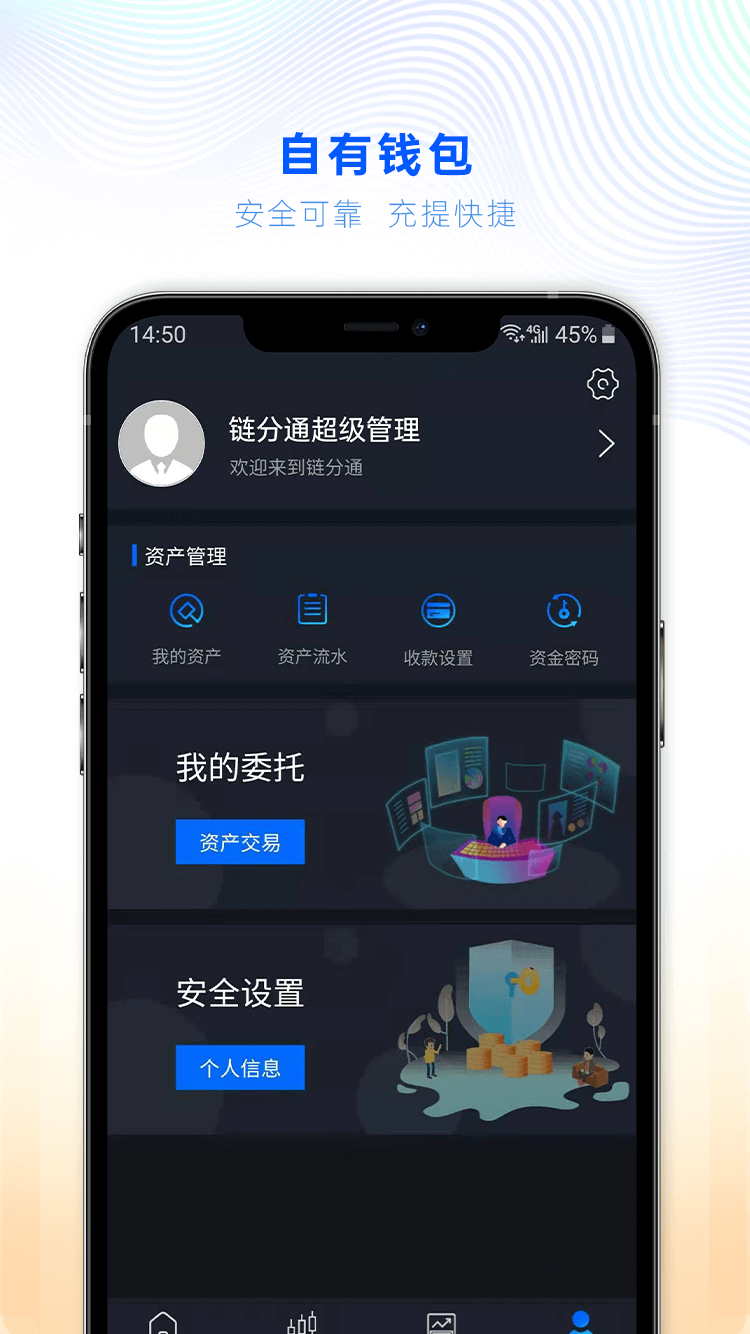 自有钱包
安全可靠 充提快捷
14:50
4G 45%
链分通超级管理
欢迎来到链分通
资产管理
我的资产 资产流水 收款设置 资金密码
我的委托
资产交易
安全设置
个人信息